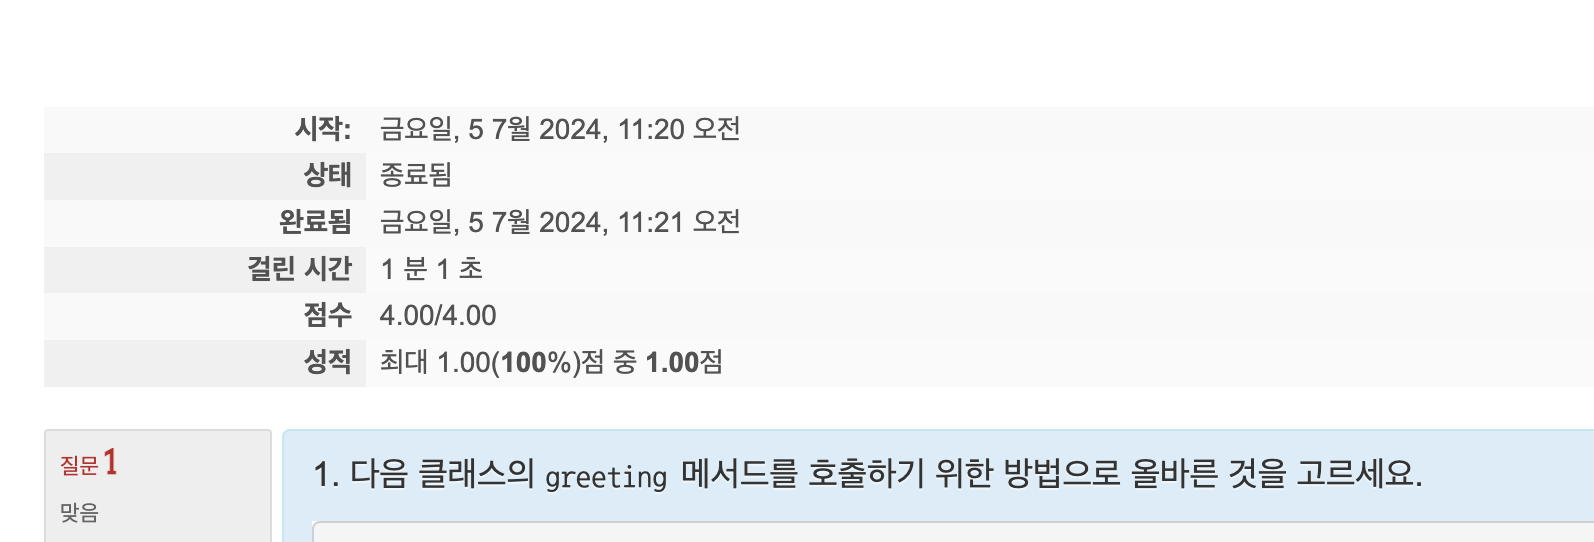 시작: 금요일, 5 7월 2024, 11:20 오전
상태 종료됨
완료됨 금요일, 5 7월 2024, 11:21 오전
걸린 시간 1 분 1 초
점수 4.00/4.00
성적 최대 1.00(100%)점 중 1.00점
질문 1
맞음
1. 다음 클래스의 greeting 메서드를 호출하기 위한 방법으로 올바른 것을 고르세요.